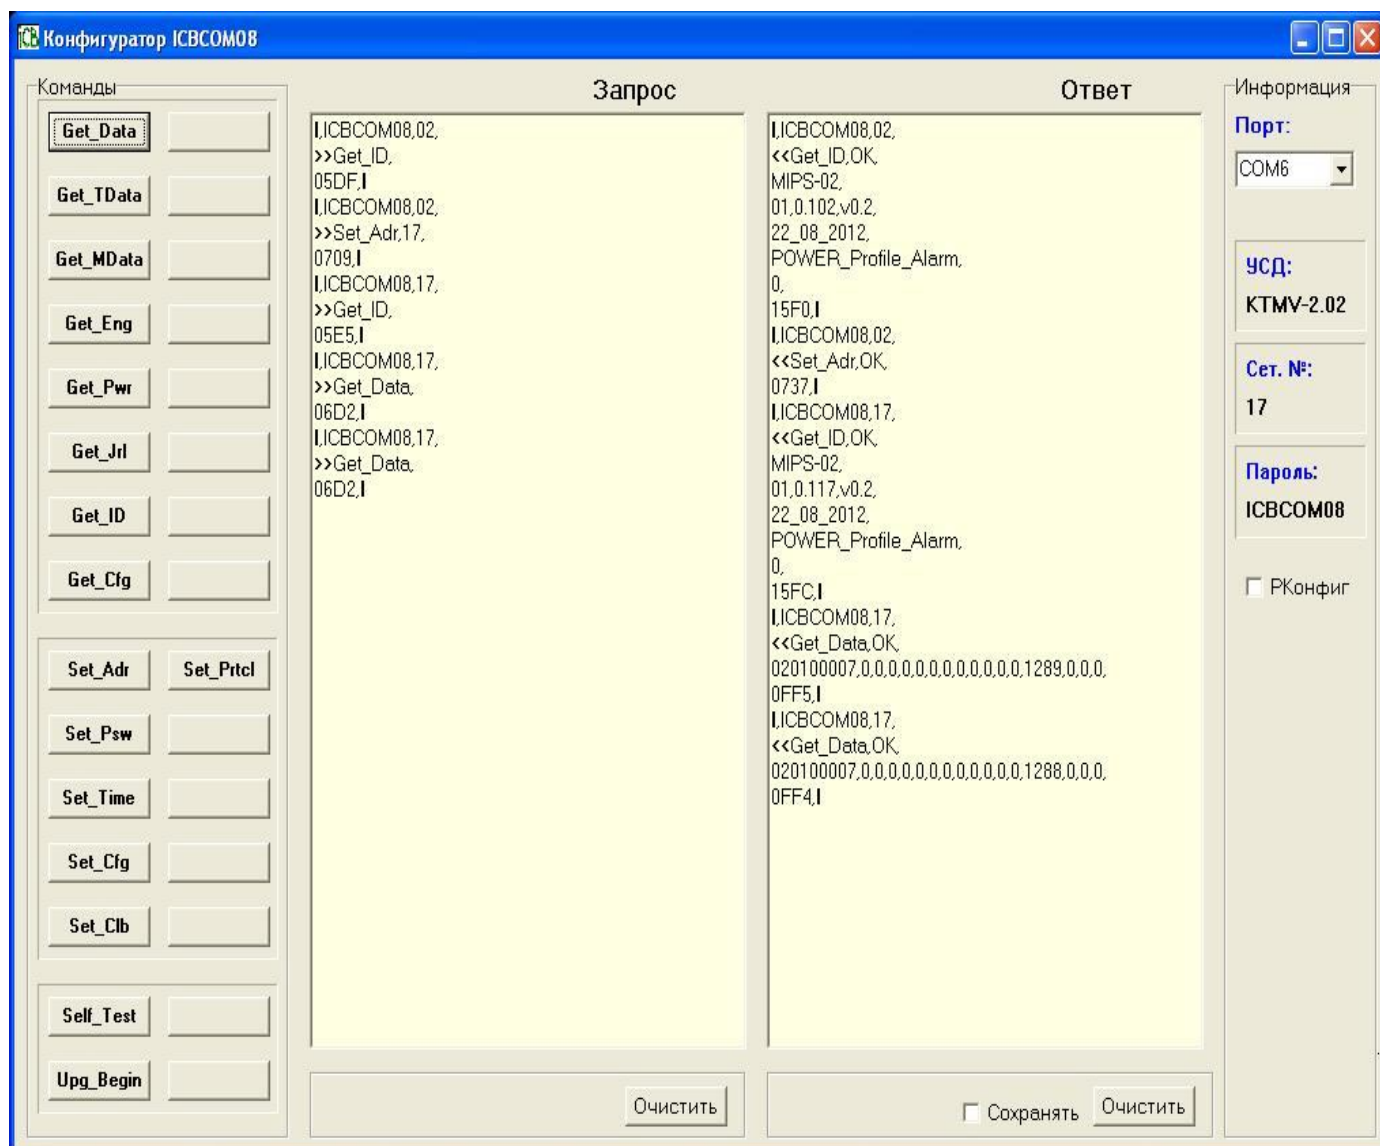 Конфигуратор ICBCOM08
Команды
Get_Data
Get_TData
Get_MData
Get_Eng
Get_Pwr
Get_Jrl
Get_ID
Get_Cfg
Set_Adr Set_Prtcl
Set_Psw
Set_Time
Set_Cfg
Set_Clb
Self_Test
Upg_Begin
Запрос
I,ICBCOM08,02,
>>Get_ID,
05DF,I
I,ICBCOM08,02,
>>Set_Adr,17,
0709,I
I,ICBCOM08,17,
>>Get_ID,
05E5,I
I,ICBCOM08,17,
>>Get_Data,
06D2,I
I,ICBCOM08,17,
>>Get_Data,
06D2,I
Очистить
Ответ
I,ICBCOM08,02,
<<Get_ID,OK,
MIPS-02,
01,0.102,v0.2,
22_08_2012,
POWER_Profile_Alarm,
0,
15F0,I
I,ICBCOM08,02,
<<Set_Adr,OK,
0737,I
I,ICBCOM08,17,
<<Get_ID,OK,
MIPS-02,
01,0.117,v0.2,
22_08_2012,
POWER_Profile_Alarm,
0,
15FC,I
I,ICBCOM08,17,
<<Get_Data,OK,
020100007,0,0,0,0,0,0,0,0,0,0,0,0,1289,0,0,0,
0FF5,I
I,ICBCOM08,17,
<<Get_Data,OK,
020100007,0,0,0,0,0,0,0,0,0,0,0,0,1288,0,0,0,
0FF4,I
Сохранять Очистить
Информация
Порт:
COM6
УСД:
KTMV-2.02
Сет. №:
17
Пароль:
ICBCOM08
РКонфиг